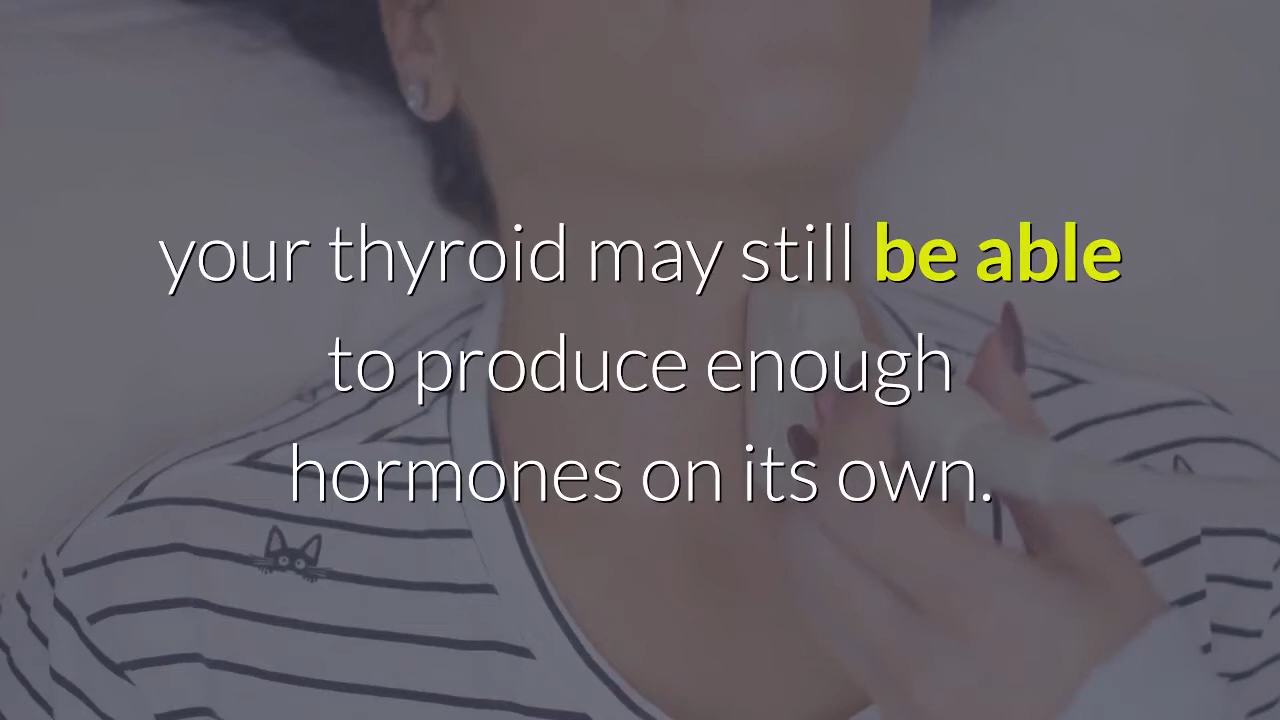 your thyroid may still be able
to produce enough
hormones on its own.